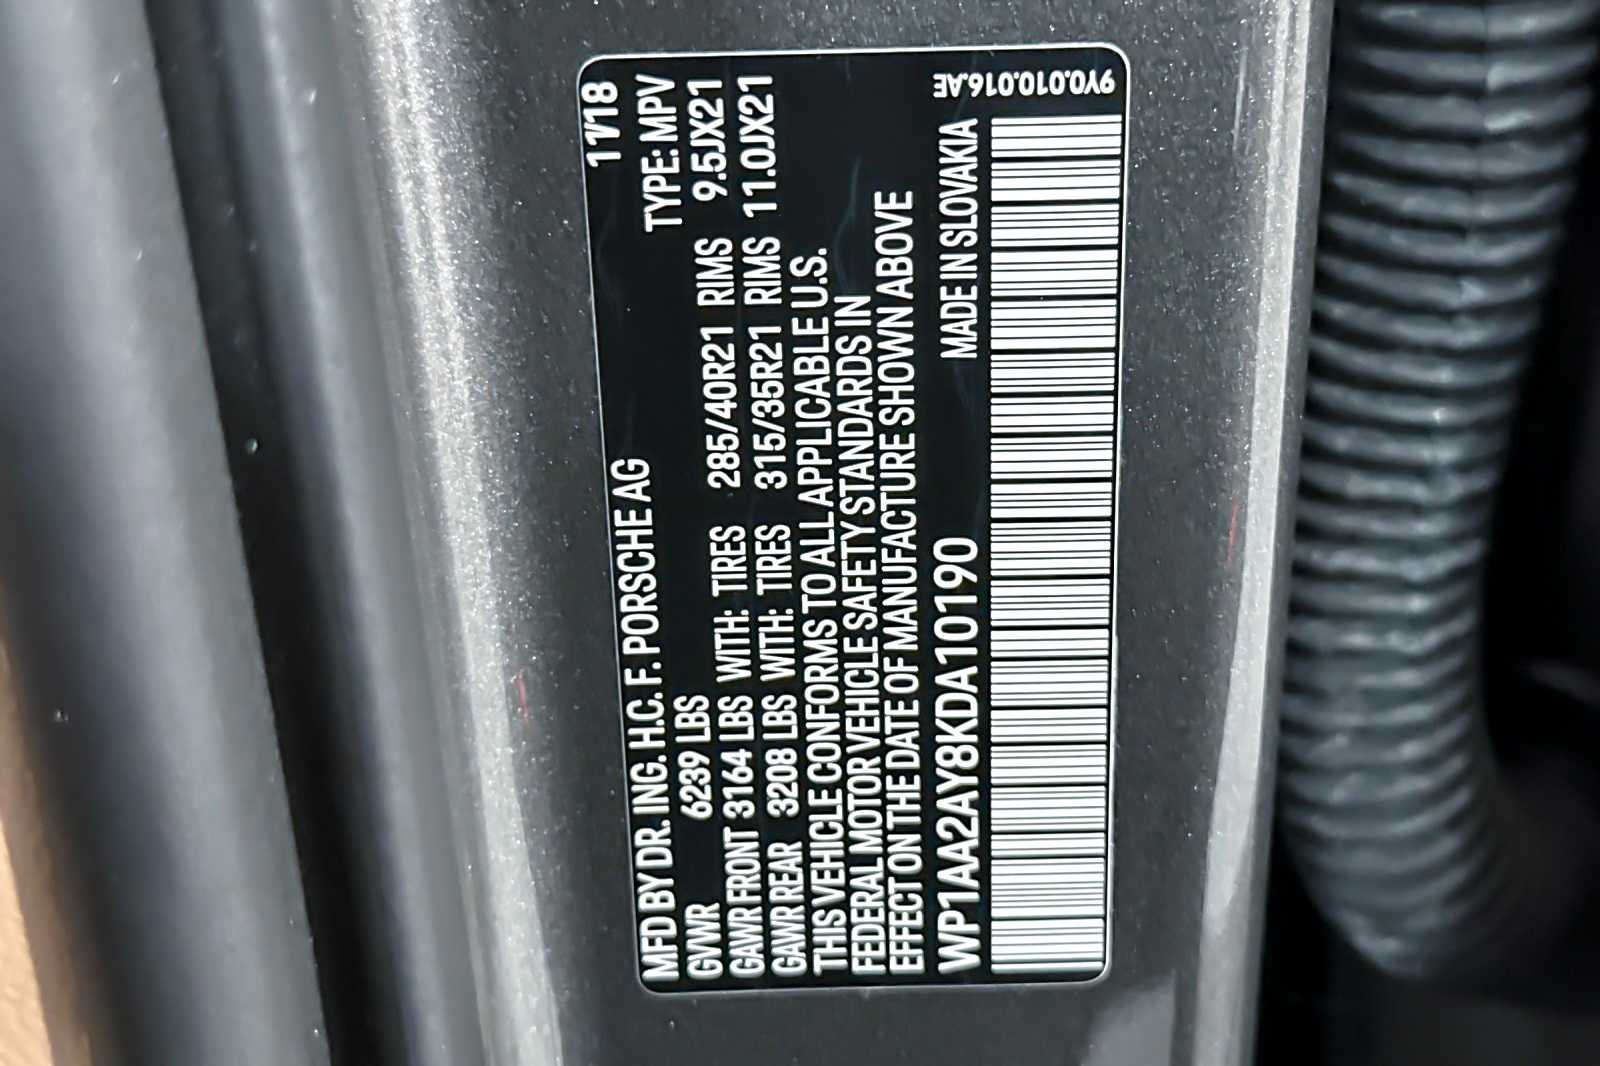 MFD BY DR. ING. H.C. F. PORSCHE AG 11/18
GVWR 6239 LBS TYPE: MPV
GAWR FRONT 3164 LBS WITH: TIRES 285/40R21 RIMS 9.5JX21
GAWR REAR 3208 LBS WITH: TIRES 315/35R21 RIMS 11.0JX21
THIS VEHICLE CONFORMS TO ALL APPLICABLE U.S.
FEDERAL MOTOR VEHICLE SAFETY STANDARDS IN
EFFECT ON THE DATE OF MANUFACTURE SHOWN ABOVE
WP1AA2AY8KDA10190 MADE IN SLOVAKIA
9Y0.010.016.AE